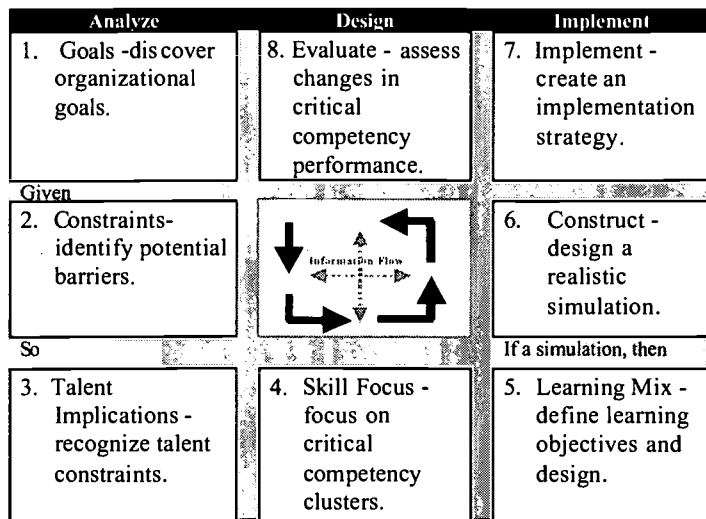 Analyze Design Implement
1. Goals -discover
organizational
goals.
8. Evaluate - assess
changes in
critical
competency
performance.
7. Implement -
create an
implementation
strategy.
Given
2. Constraints-
identify potential
barriers.
Information Flow
6. Construct -
design a
realistic
simulation.
So
If a simulation, then
3. Talent
Implications -
recognize talent
constraints.
4. Skill Focus -
focus on
critical
competency
clusters.
5. Learning Mix -
define learning
objectives and
design.